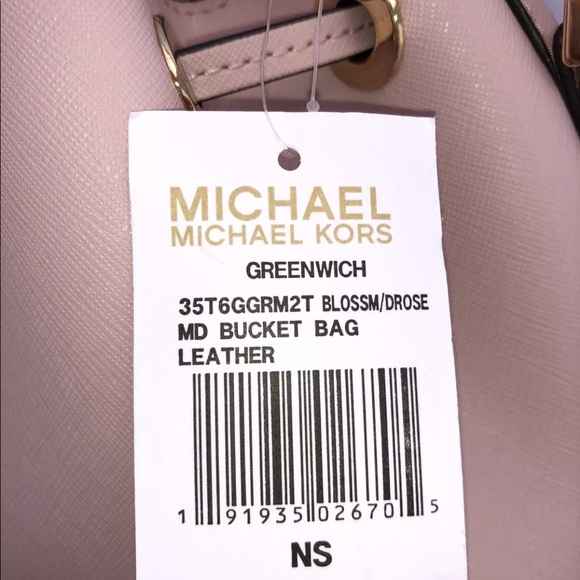 MICHAEL
MICHAEL KORS
GREENWICH
35T6GGRM2T BLOSSM/DROSE
MD BUCKET BAG
LEATHER
1 91935 02670 5
NS